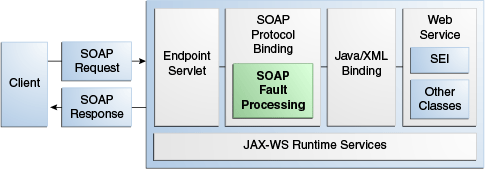 Client
SOAP
Request
SOAP
Response
Endpoint
Servlet
SOAP
Protocol
Binding
SOAP
Fault
Processing
Java/XML
Binding
Web
Service
SEI
Other
Classes
JAX-WS Runtime Services